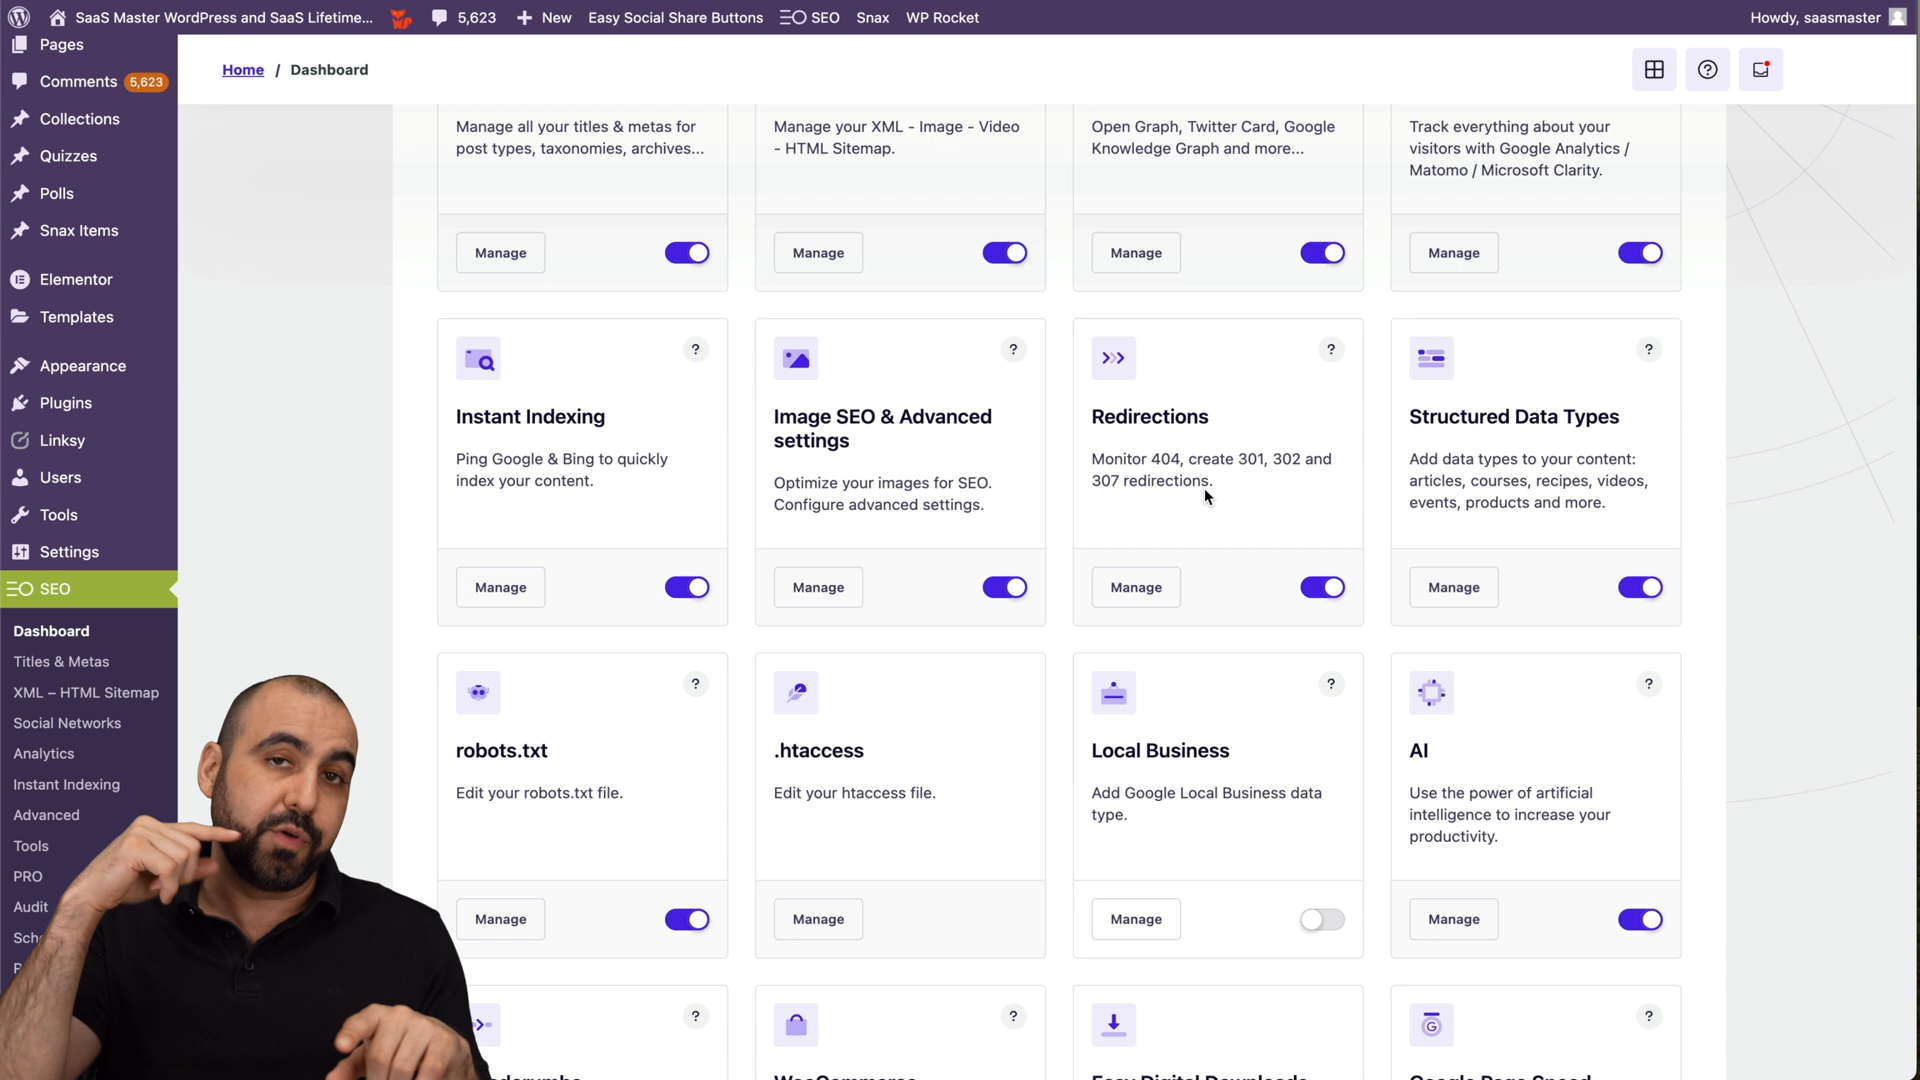 SaaS Master WordPress and SaaS Lifetime... 5,623 New Easy Social Share Buttons SEO Snax WP Rocket Howdy, saasmaster
Pages
Comments 5,623
Collections
Quizzes
Polls
Snax Items
Elementor
Templates
Appearance
Plugins
Linksy
Users
Tools
Settings
SEO
Dashboard
Titles & Metas
XML – HTML Sitemap
Social Networks
Analytics
Instant Indexing
Advanced
Tools
PRO
Audit
Home / Dashboard
Manage all your titles & metas for
post types, taxonomies, archives...
Manage
Manage your XML - Image - Video
- HTML Sitemap.
Manage
Open Graph, Twitter Card, Google
Knowledge Graph and more...
Manage
Track everything about your
visitors with Google Analytics /
Matomo / Microsoft Clarity.
Manage
?
Instant Indexing
Ping Google & Bing to quickly
index your content.
Manage
?
Image SEO & Advanced
settings
Optimize your images for SEO.
Configure advanced settings.
Manage
?
Redirections
Monitor 404, create 301, 302 and
307 redirections.
Manage
?
Structured Data Types
Add data types to your content:
articles, courses, recipes, videos,
events, products and more.
Manage
?
robots.txt
Edit your robots.txt file.
Manage
.htaccess
Edit your htaccess file.
Manage
?
Local Business
Add Google Local Business data
type.
Manage
?
AI
Use the power of artificial
intelligence to increase your
productivity.
Manage
?
?
WooCommerce
Easy Digital Downloads
?
Google Page Speed